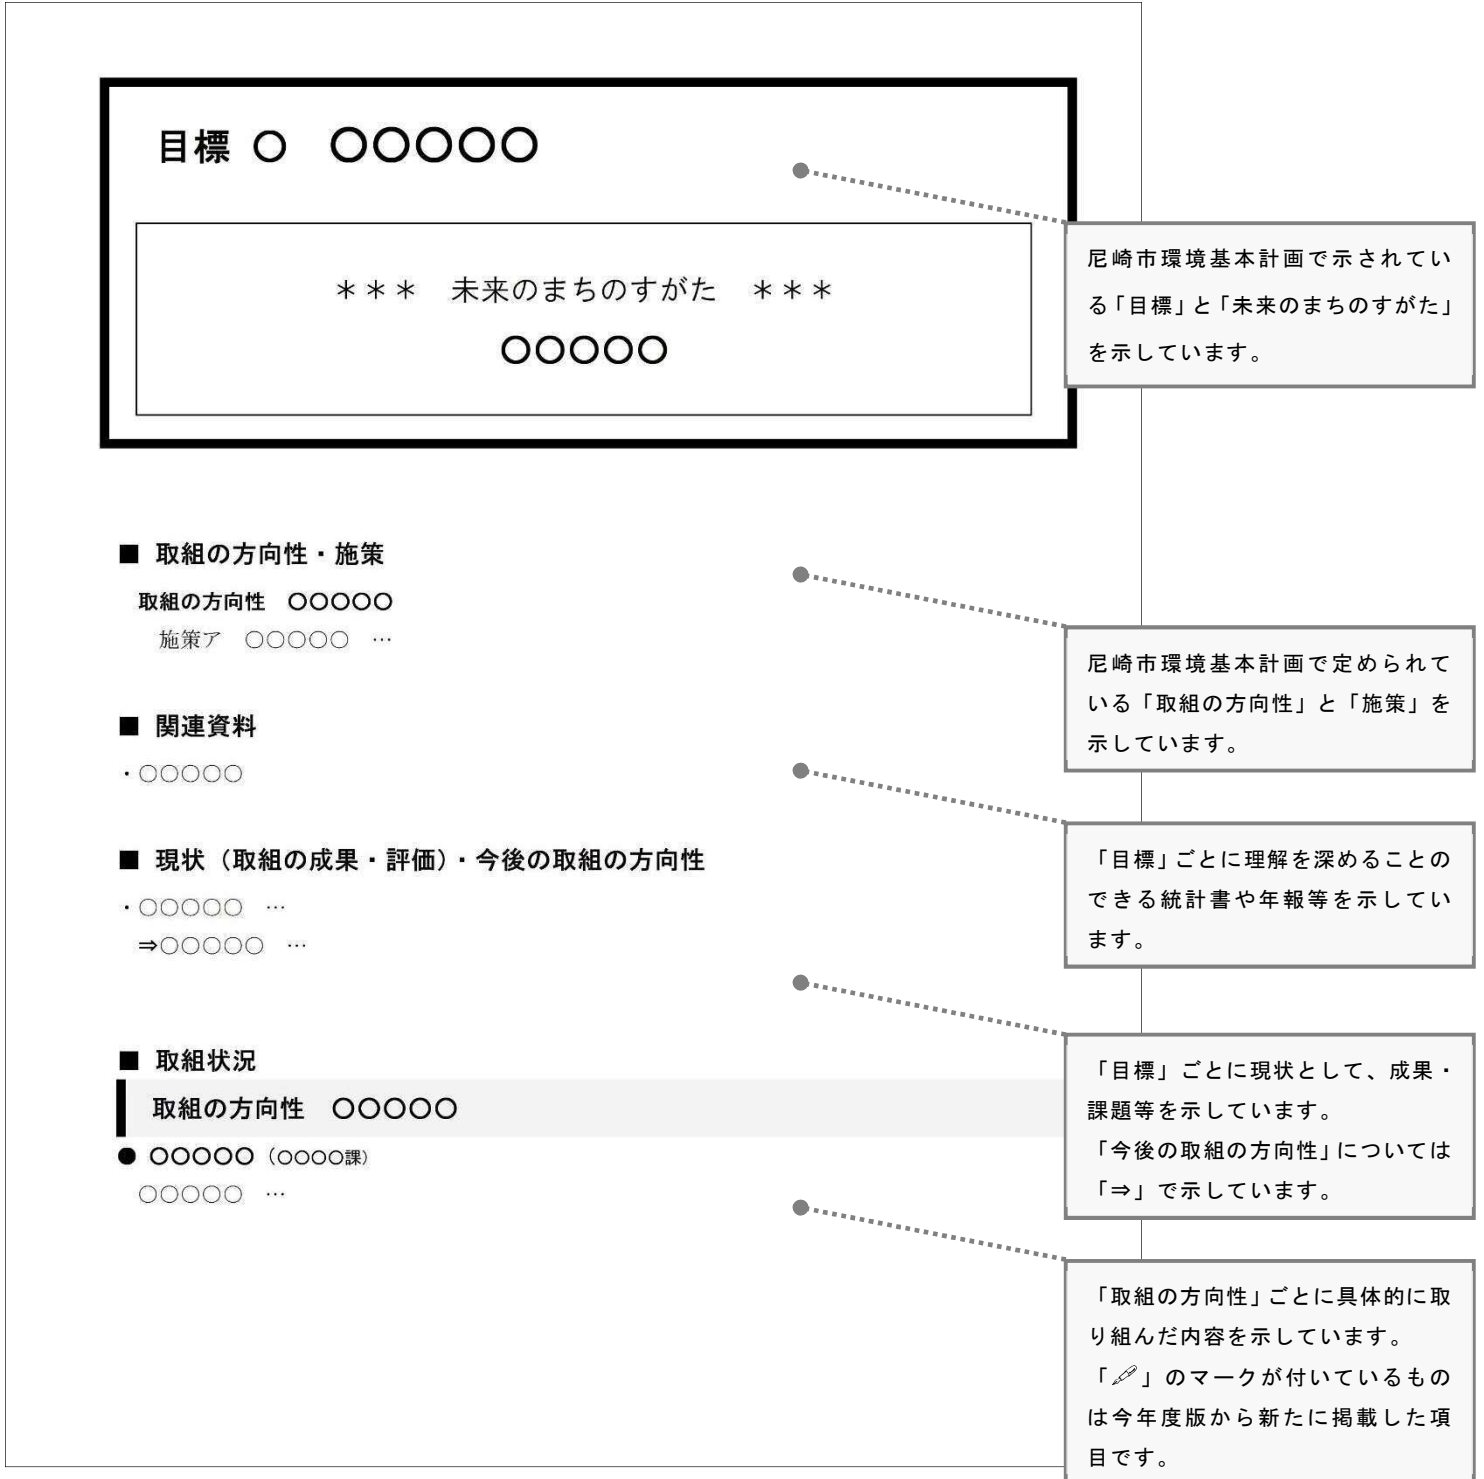 目標 ○　○○○○○
＊＊＊　未来のまちのすがた　＊＊＊
○○○○○
尼崎市環境基本計画で示されてい
る「目標」と「未来のまちのすがた」
を示しています。
■ 取組の方向性・施策
取組の方向性　○○○○○
施策ア　○○○○○　…
尼崎市環境基本計画で定められて
いる「取組の方向性」と「施策」を
示しています。
■ 関連資料
・○○○○○
「目標」ごとに理解を深めることの
できる統計書や年報等を示してい
ます。
■ 現状（取組の成果・評価）・今後の取組の方向性
・○○○○○　…
⇒○○○○○　…
「目標」ごとに現状として、成果・
課題等を示しています。
「今後の取組の方向性」については
「⇒」で示しています。
■ 取組状況
取組の方向性　○○○○○
● ○○○○○（○○○○課）
○○○○○　…
「取組の方向性」ごとに具体的に取
り組んだ内容を示しています。
「🖋」のマークが付いているもの
は今年度版から新たに掲載した項
目です。